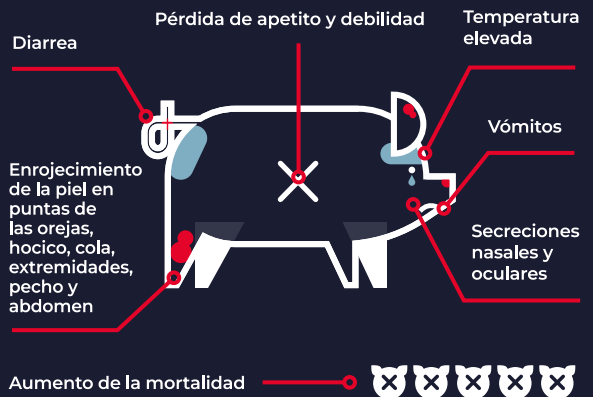 Pérdida de apetito y debilidad
Temperatura
elevada
Diarrea
Vómitos
Enrojecimiento
de la piel en
puntas de
las orejas,
hocico, cola,
extremidades,
pecho y
abdomen
Secreciones
nasales y
oculares
Aumento de la mortalidad